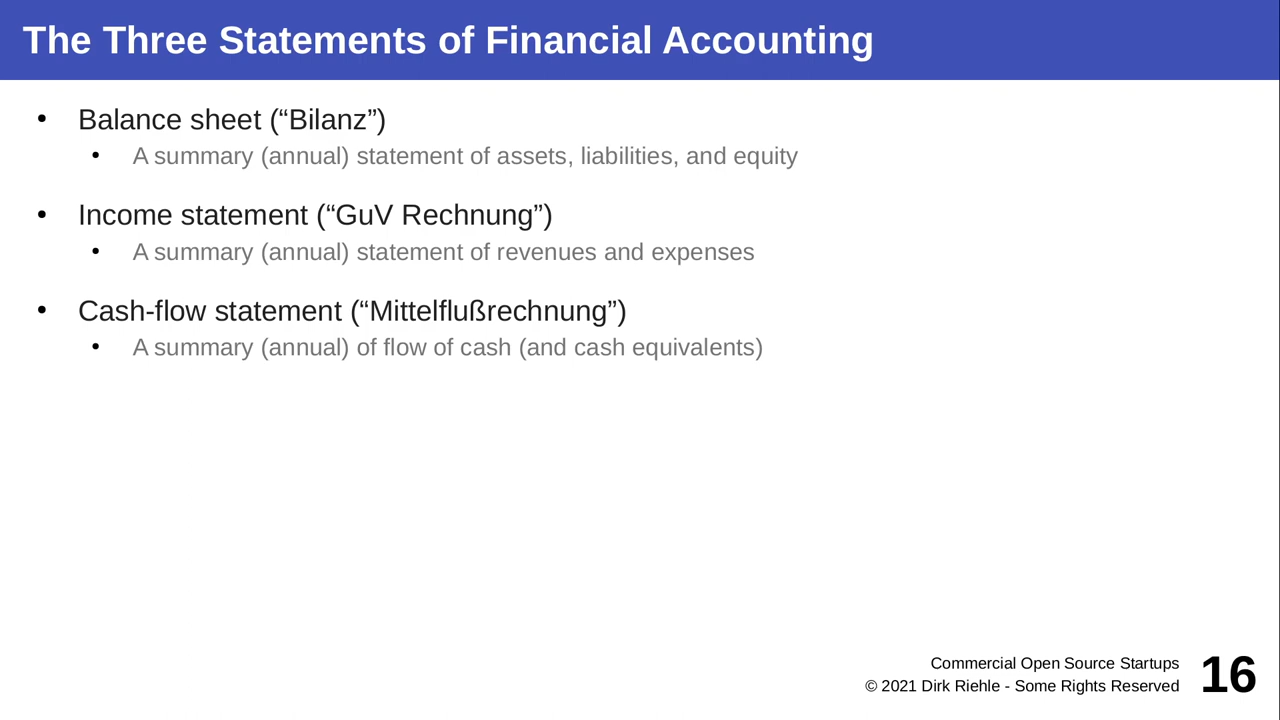 The Three Statements of Financial Accounting
• Balance sheet (“Bilanz”)
• A summary (annual) statement of assets, liabilities, and equity
• Income statement (“GuV Rechnung”)
• A summary (annual) statement of revenues and expenses
• Cash-flow statement (“Mittelflußrechnung”)
• A summary (annual) of flow of cash (and cash equivalents)
Commercial Open Source Startups
© 2021 Dirk Riehle - Some Rights Reserved
16